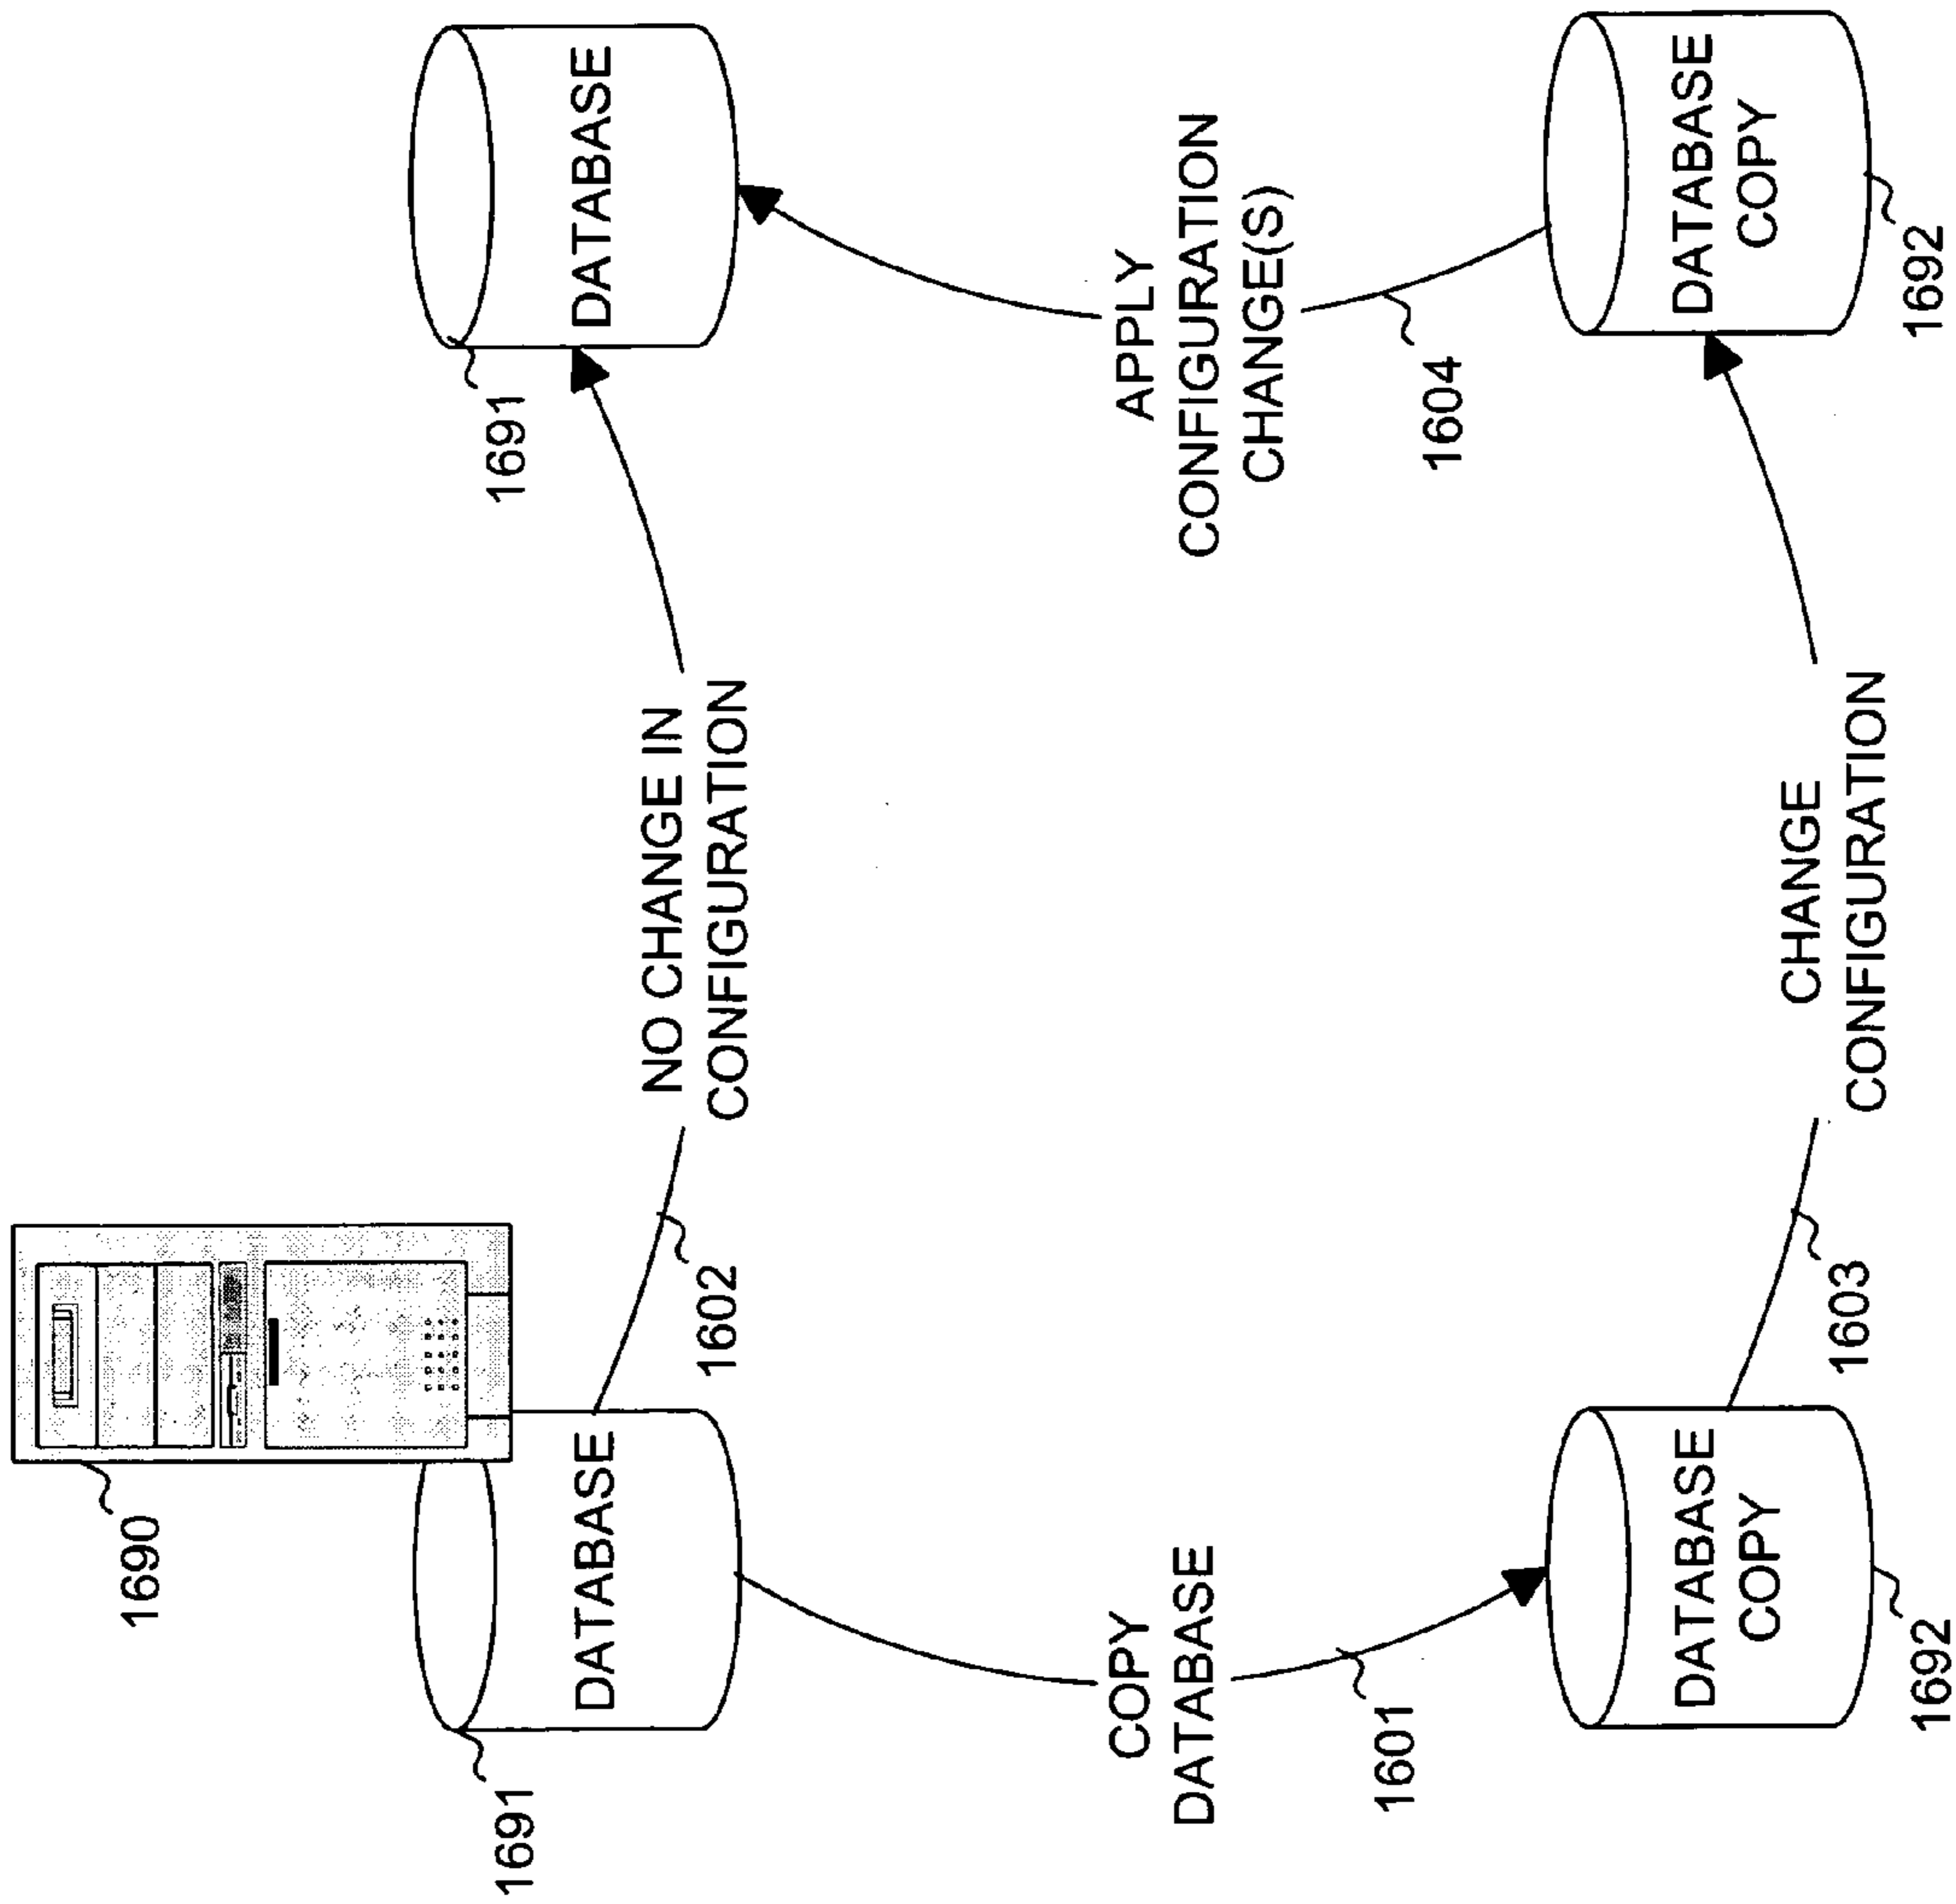 1690
1691
1691
DATABASE
DATABASE
NO CHANGE IN
CONFIGURATION
1602
COPY
DATABASE
APPLY
CONFIGURATION
CHANGE(S)
1601
1604
DATABASE
COPY
DATABASE
COPY
CHANGE
CONFIGURATION
1603
1692
1692